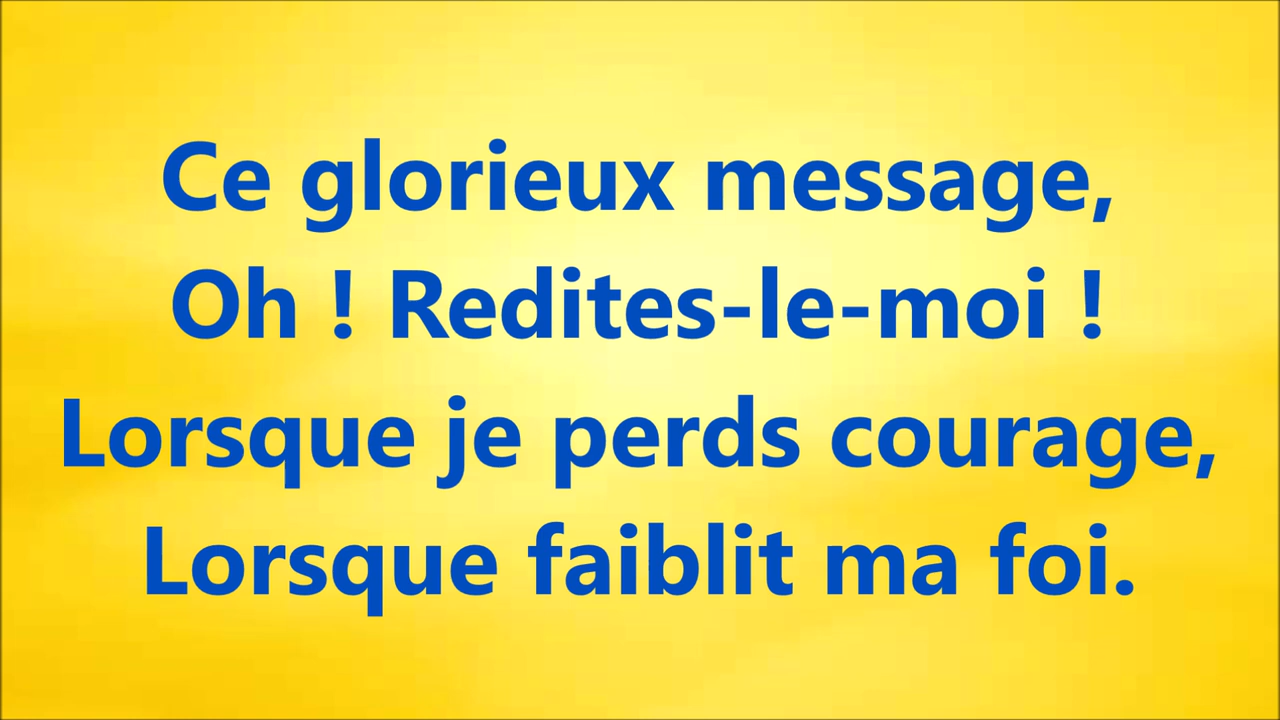 Ce glorieux message,
Oh ! Redites-le-moi !
Lorsque je perds courage,
Lorsque faiblit ma foi.